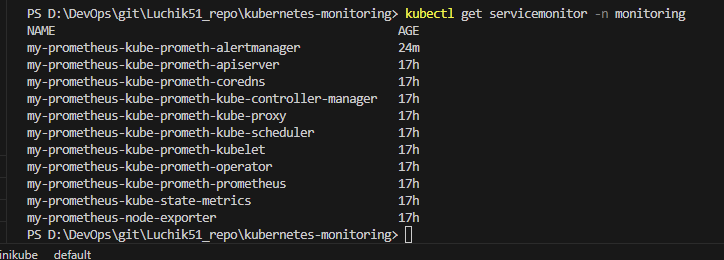 PS D:\DevOps\git\Luchik51_repo\kubernetes-monitoring> kubectl get servicemonitor -n monitoring
NAME AGE
my-prometheus-kube-prometh-alertmanager 24m
my-prometheus-kube-prometh-apiserver 17h
my-prometheus-kube-prometh-coredns 17h
my-prometheus-kube-prometh-kube-controller-manager 17h
my-prometheus-kube-prometh-kube-proxy 17h
my-prometheus-kube-prometh-kube-scheduler 17h
my-prometheus-kube-prometh-kubelet 17h
my-prometheus-kube-prometh-operator 17h
my-prometheus-kube-prometh-prometheus 17h
my-prometheus-kube-state-metrics 17h
my-prometheus-node-exporter 17h
PS D:\DevOps\git\Luchik51_repo\kubernetes-monitoring>
inikube default